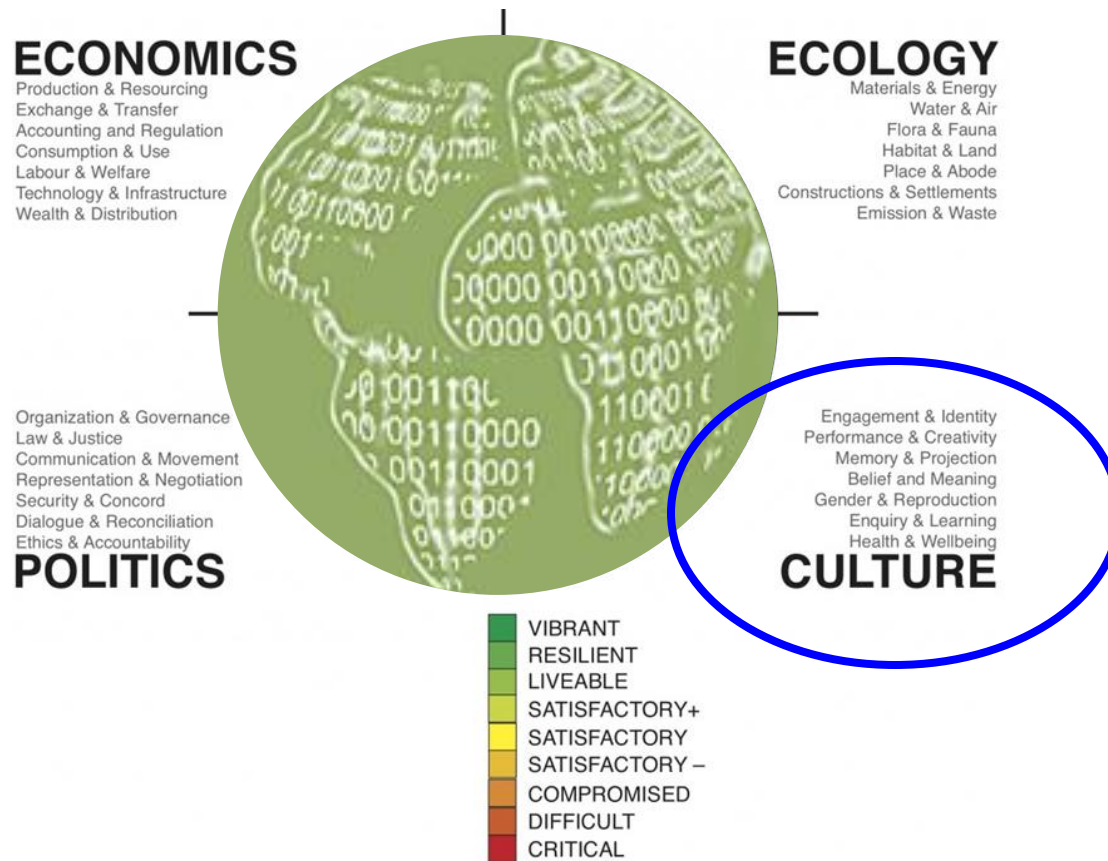 ECONOMICS
Production & Resourcing
Exchange & Transfer
Accounting and Regulation
Consumption & Use
Labour & Welfare
Technology & Infrastructure
Wealth & Distribution
ECOLOGY
Materials & Energy
Water & Air
Flora & Fauna
Habitat & Land
Place & Abode
Constructions & Settlements
Emission & Waste
Organization & Governance
Law & Justice
Communication & Movement
Representation & Negotiation
Security & Concord
Dialogue & Reconciliation
Ethics & Accountability
POLITICS
Engagement & Identity
Performance & Creativity
Memory & Projection
Belief and Meaning
Gender & Reproduction
Enquiry & Learning
Health & Wellbeing
CULTURE
VIBRANT
RESILIENT
LIVEABLE
SATISFACTORY+
SATISFACTORY
SATISFACTORY –
COMPROMISED
DIFFICULT
CRITICAL